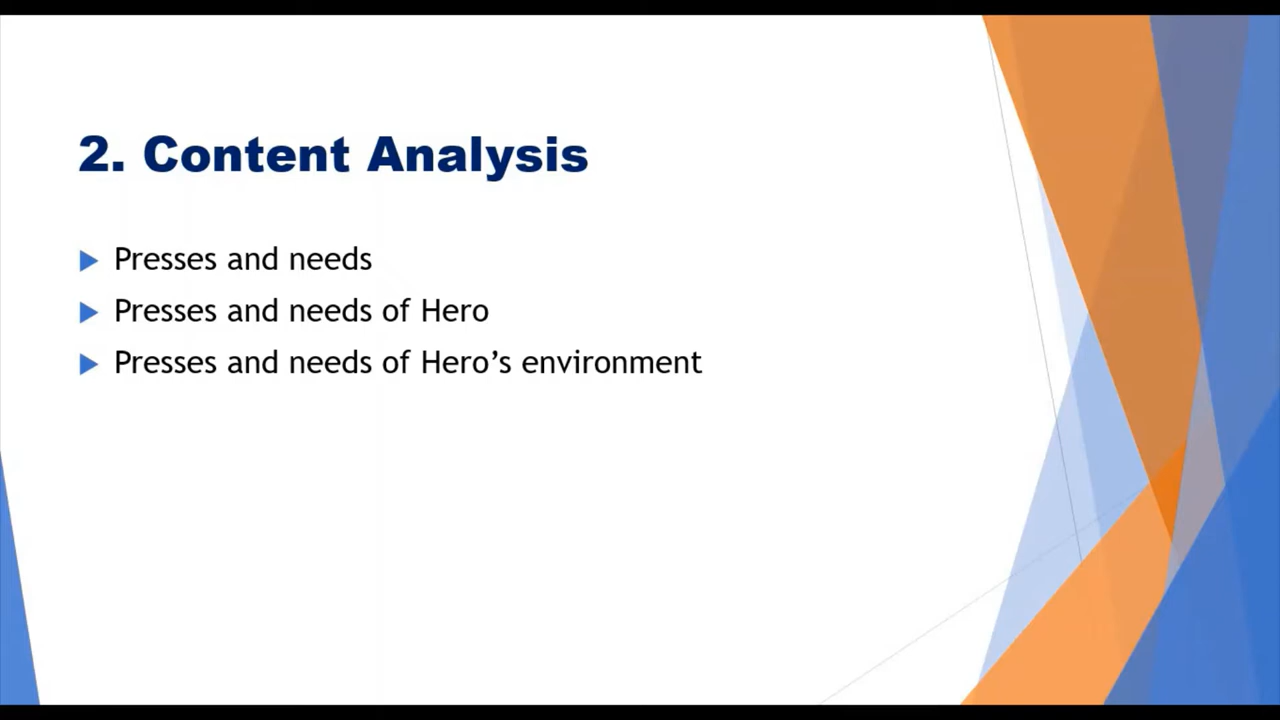 2. Content Analysis
Presses and needs
Presses and needs of Hero
Presses and needs of Hero’s environment